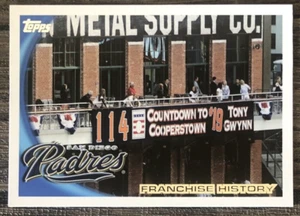 METAL SUPPLY CO.
Topps
114
COUNTDOWN TO
COOPERSTOWN
#19
TONY
GWYNN
SAN DIEGO
Padres
FRANCHISE HISTORY